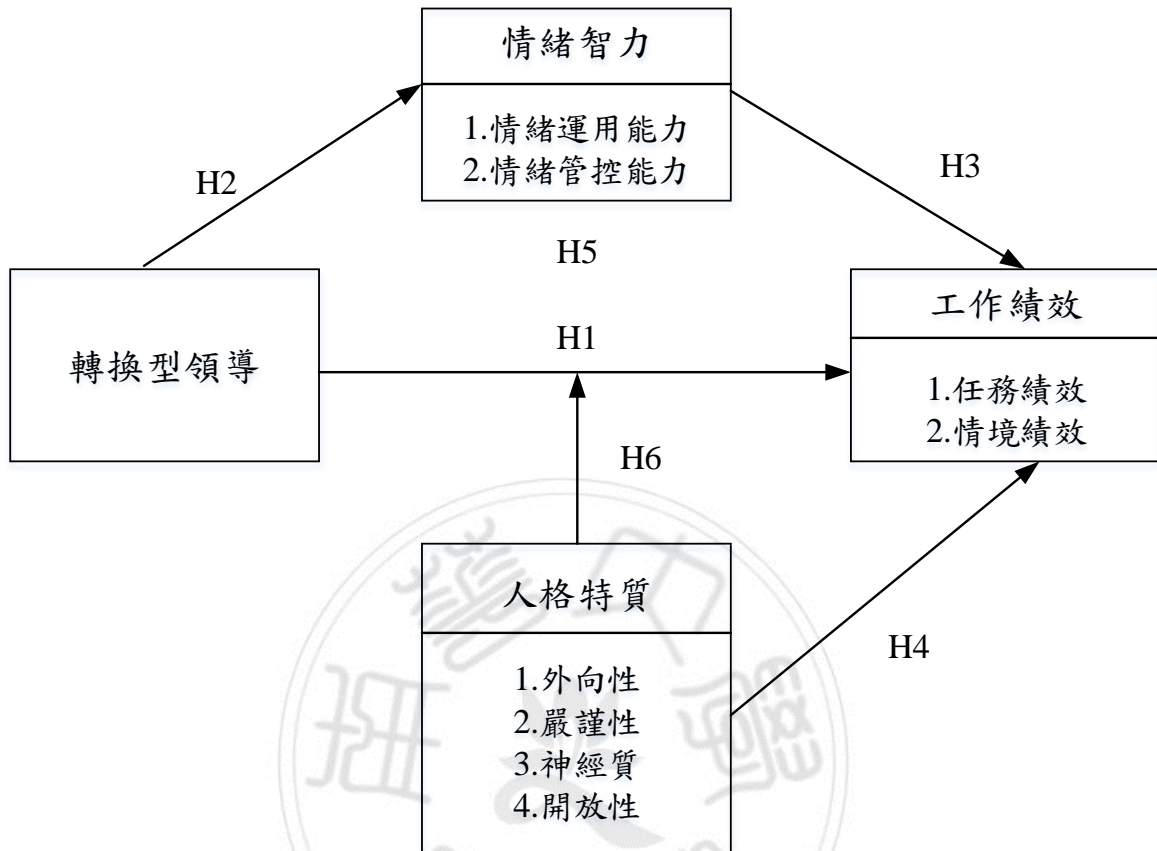 情緒智力
1.情緒運用能力
2.情緒管控能力
H2
H3
H5
轉換型領導
H1
工作績效
1.任務績效
2.情境績效
H6
人格特質
1.外向性
2.嚴謹性
3.神經質
4.開放性
H4